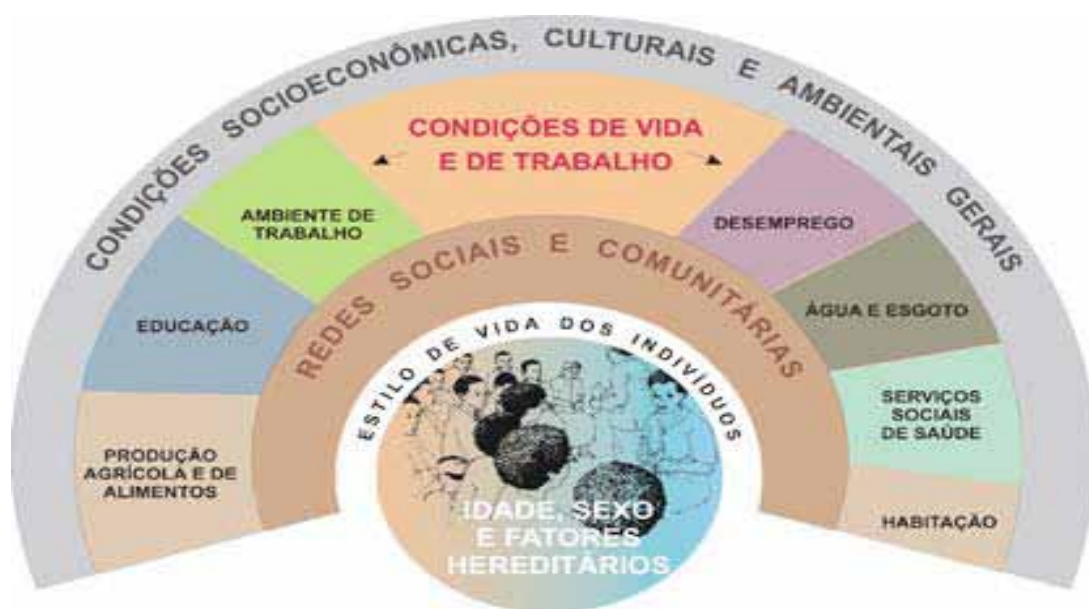 CONDIÇÕES SOCIOECONÔMICAS, CULTURAIS E AMBIENTAIS GERAIS
CONDIÇÕES DE VIDA
E DE TRABALHO
AMBIENTE DE
TRABALHO
DESEMPREGO
REDES SOCIAIS E COMUNITÁRIAS
EDUCAÇÃO
ÁGUA E ESGOTO
ESTILO DE VIDA DOS INDIVÍDUOS
SERVIÇOS
SOCIAIS
DE SAÚDE
PRODUÇÃO
AGRÍCOLA E DE
ALIMENTOS
HABITAÇÃO
IDADE, SEXO
E FATORES
HEREDITÁRIOS